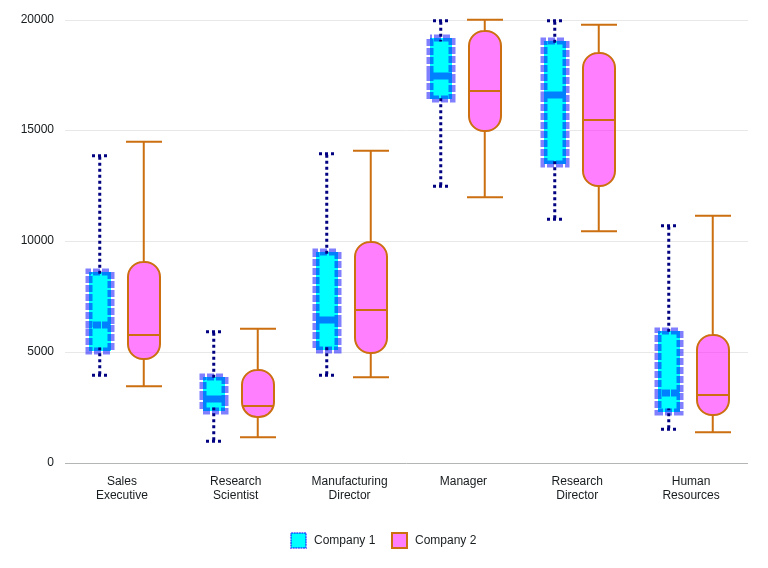 20000
15000
10000
5000
0
Sales
Executive
Research
Scientist
Manufacturing
Director
Manager
Research
Director
Human
Resources
Company 1
Company 2